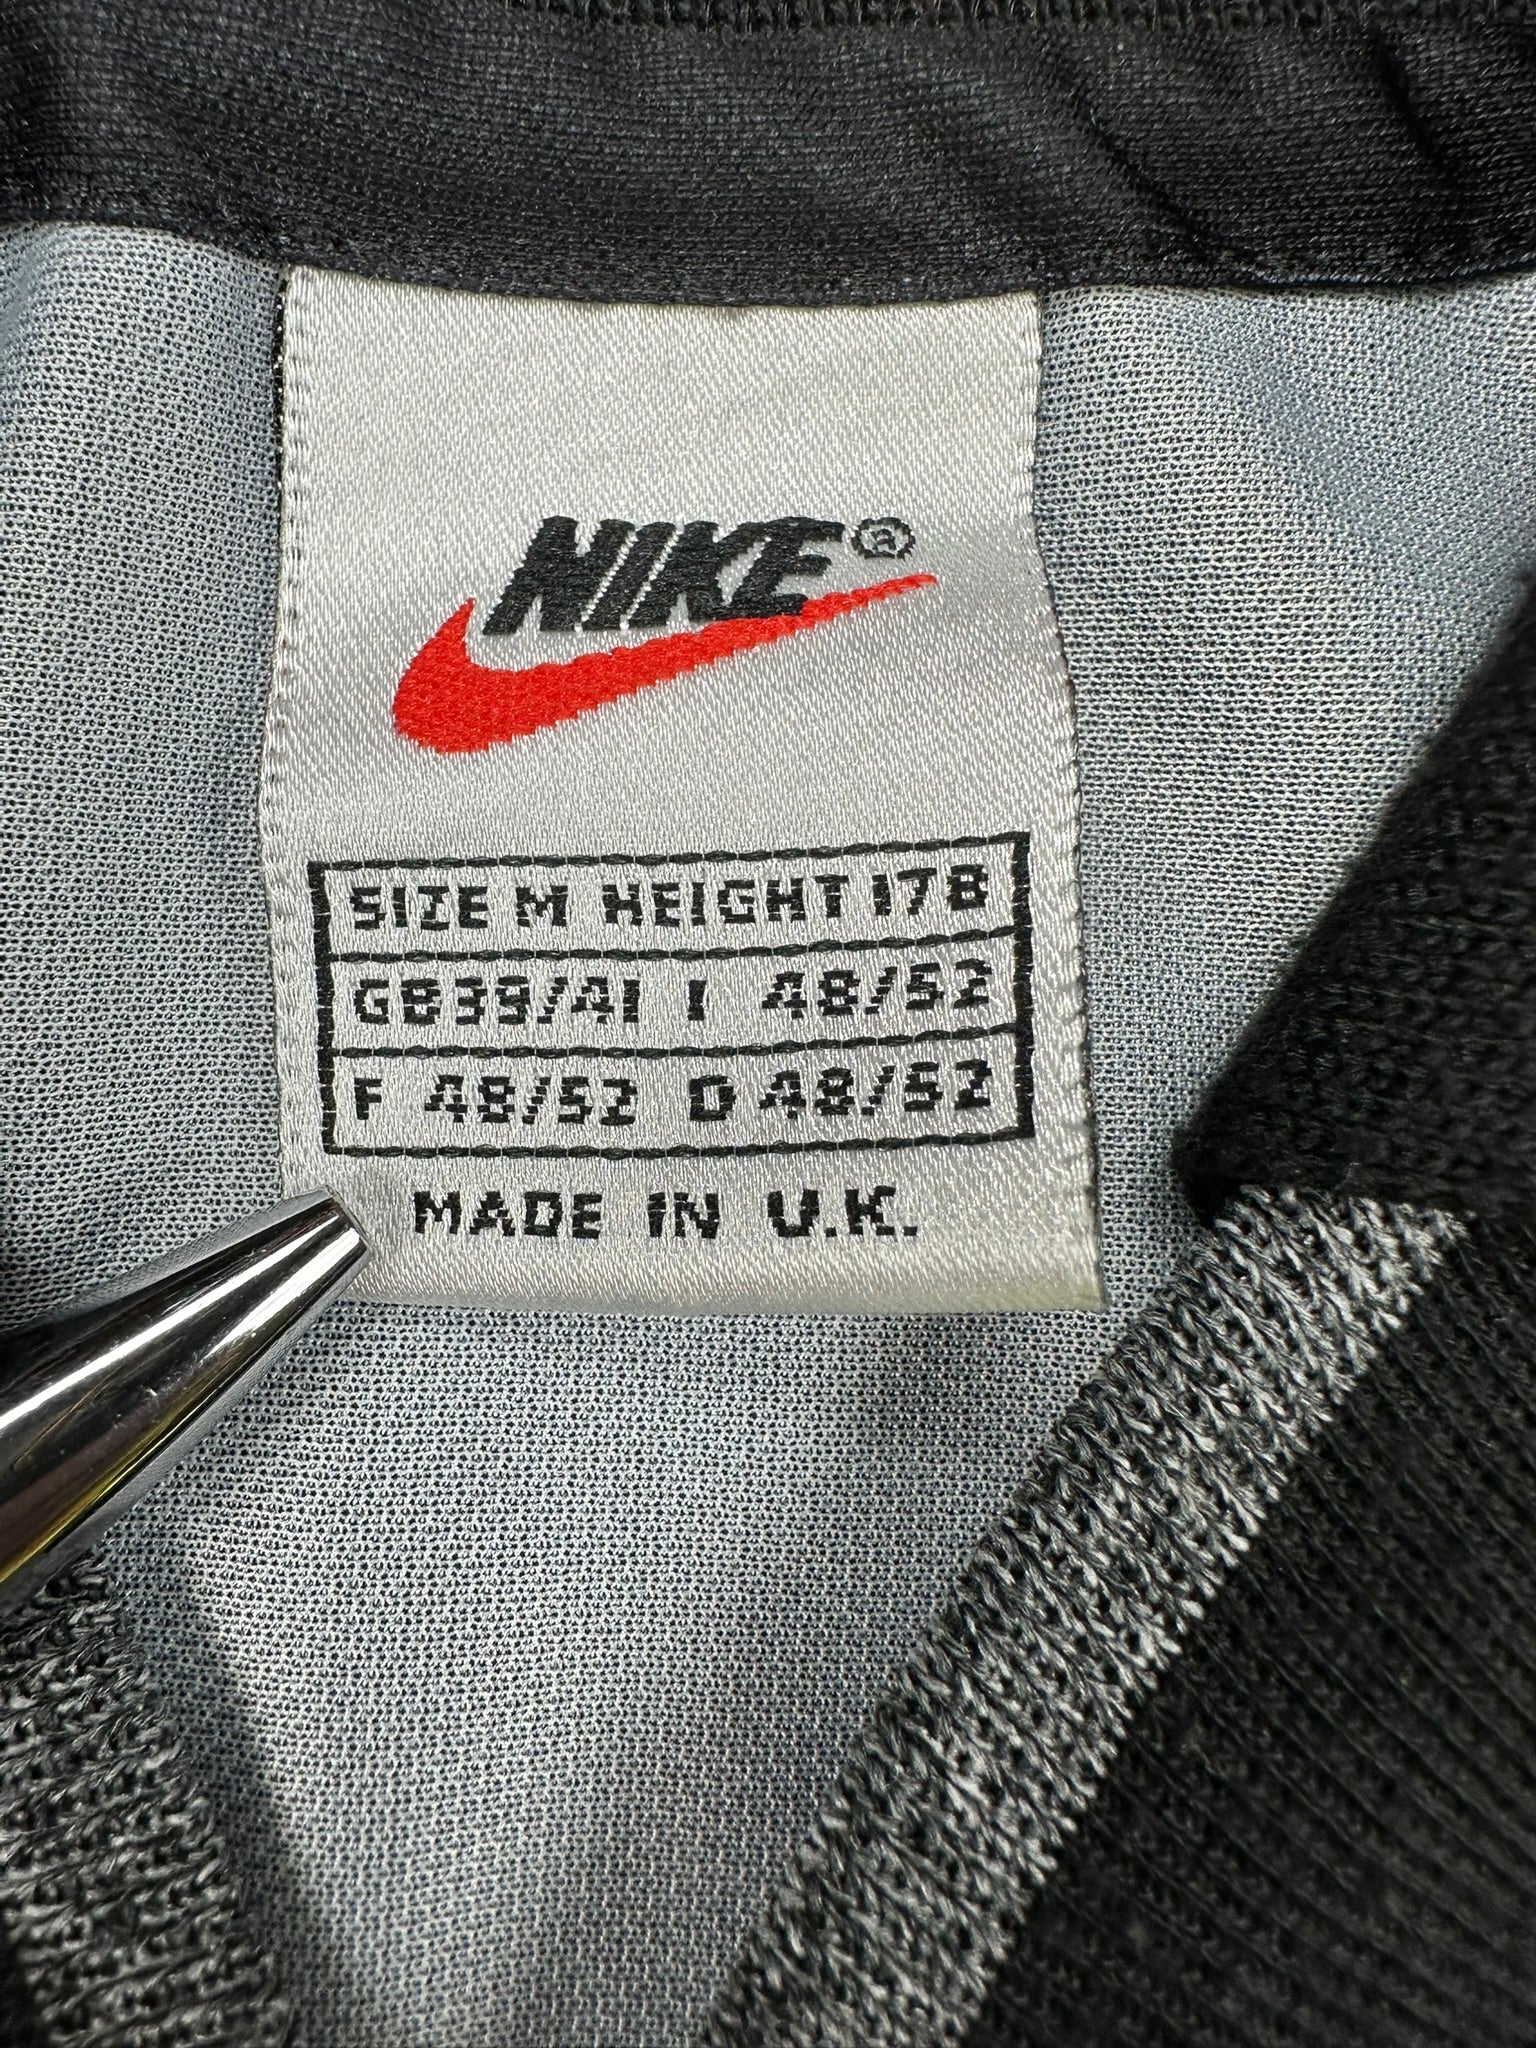 NIKE®
SIZE M HEIGHT 178
GB39/41 I 48/52
F 48/52 D 48/52
MADE IN U.K.